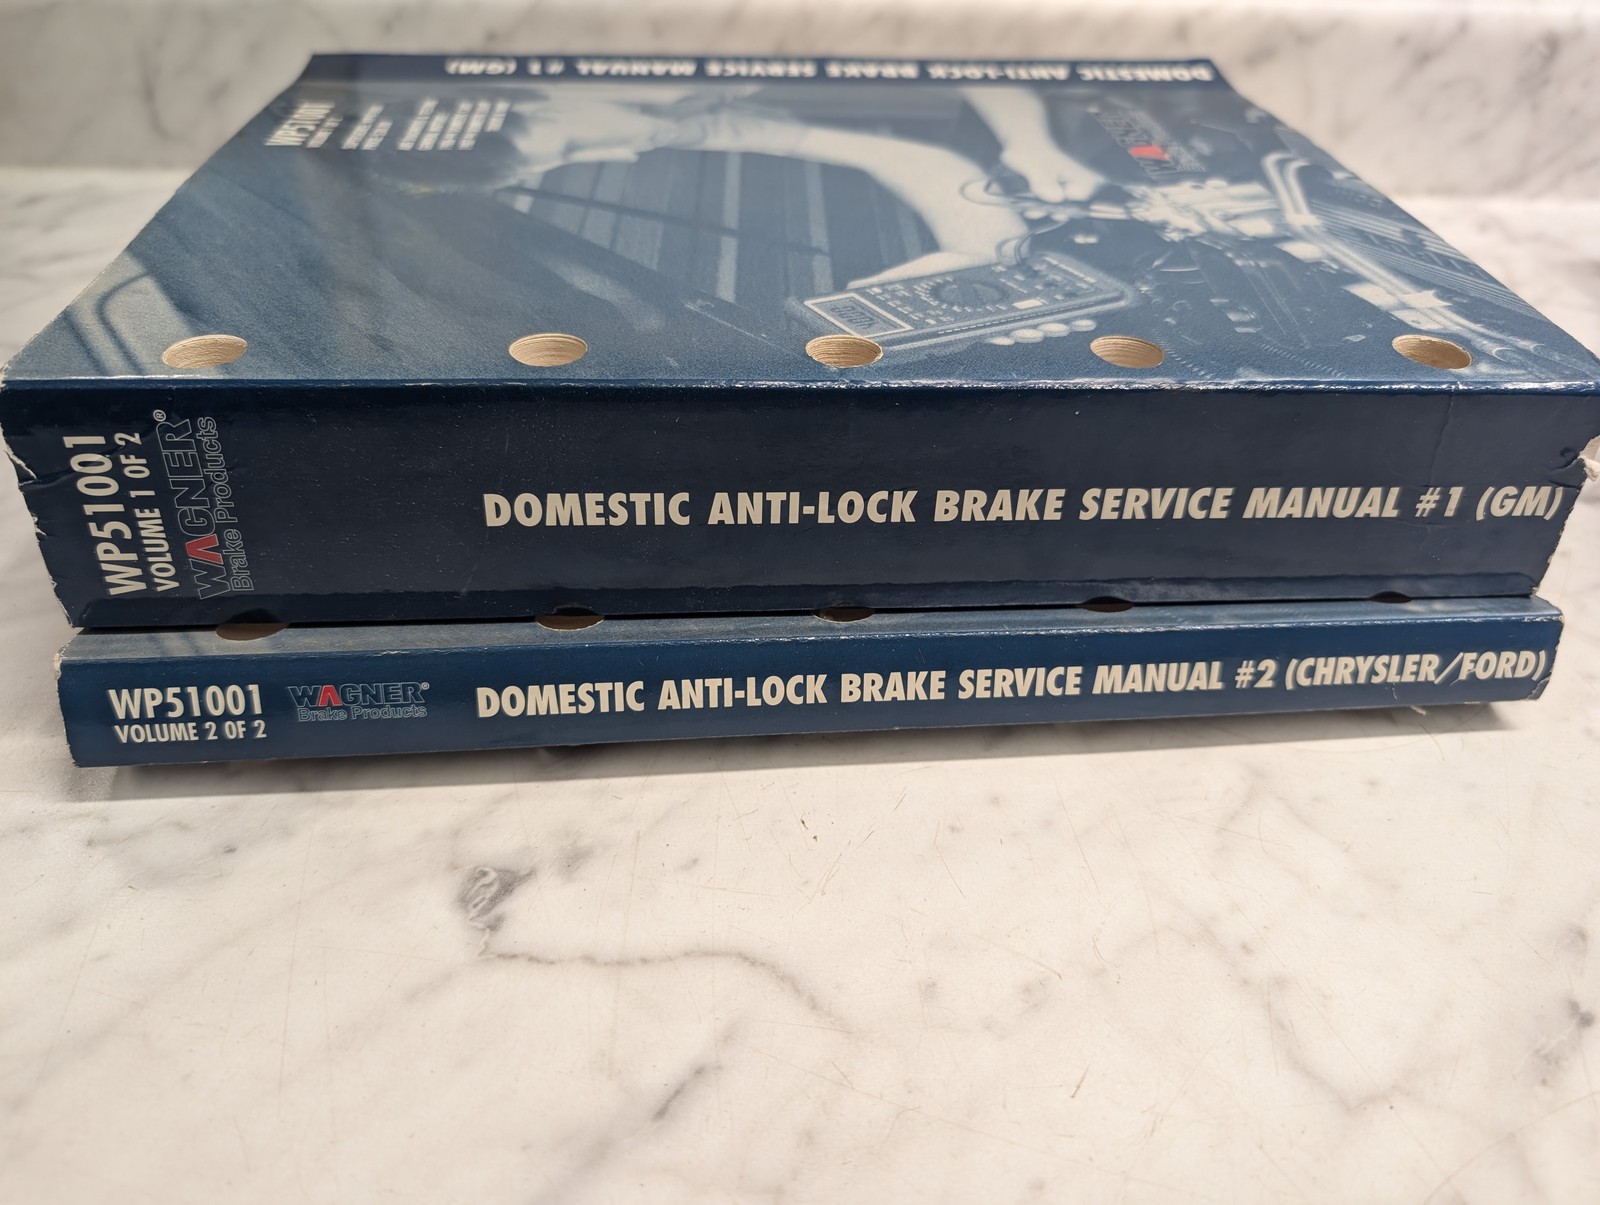 DOMESTIC ANTI-LOCK BRAKE SERVICE MANUAL #1 (GM)
WP51001
WAGNER
WP51001
VOLUME 1 OF 2
WAGNER®
Brake Products
DOMESTIC ANTI-LOCK BRAKE SERVICE MANUAL #1 (GM)
WP51001
VOLUME 2 OF 2
WAGNER®
Brake Products
DOMESTIC ANTI-LOCK BRAKE SERVICE MANUAL #2 (CHRYSLER/FORD)